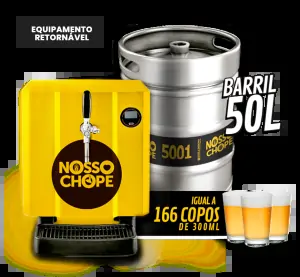 EQUIPAMENTO
RETORNÁVEL
BARRIL
50L
NOSSO
CHOPE
5001
NOSSO
CHOPE
IGUAL A
166 COPOS
DE 300ML